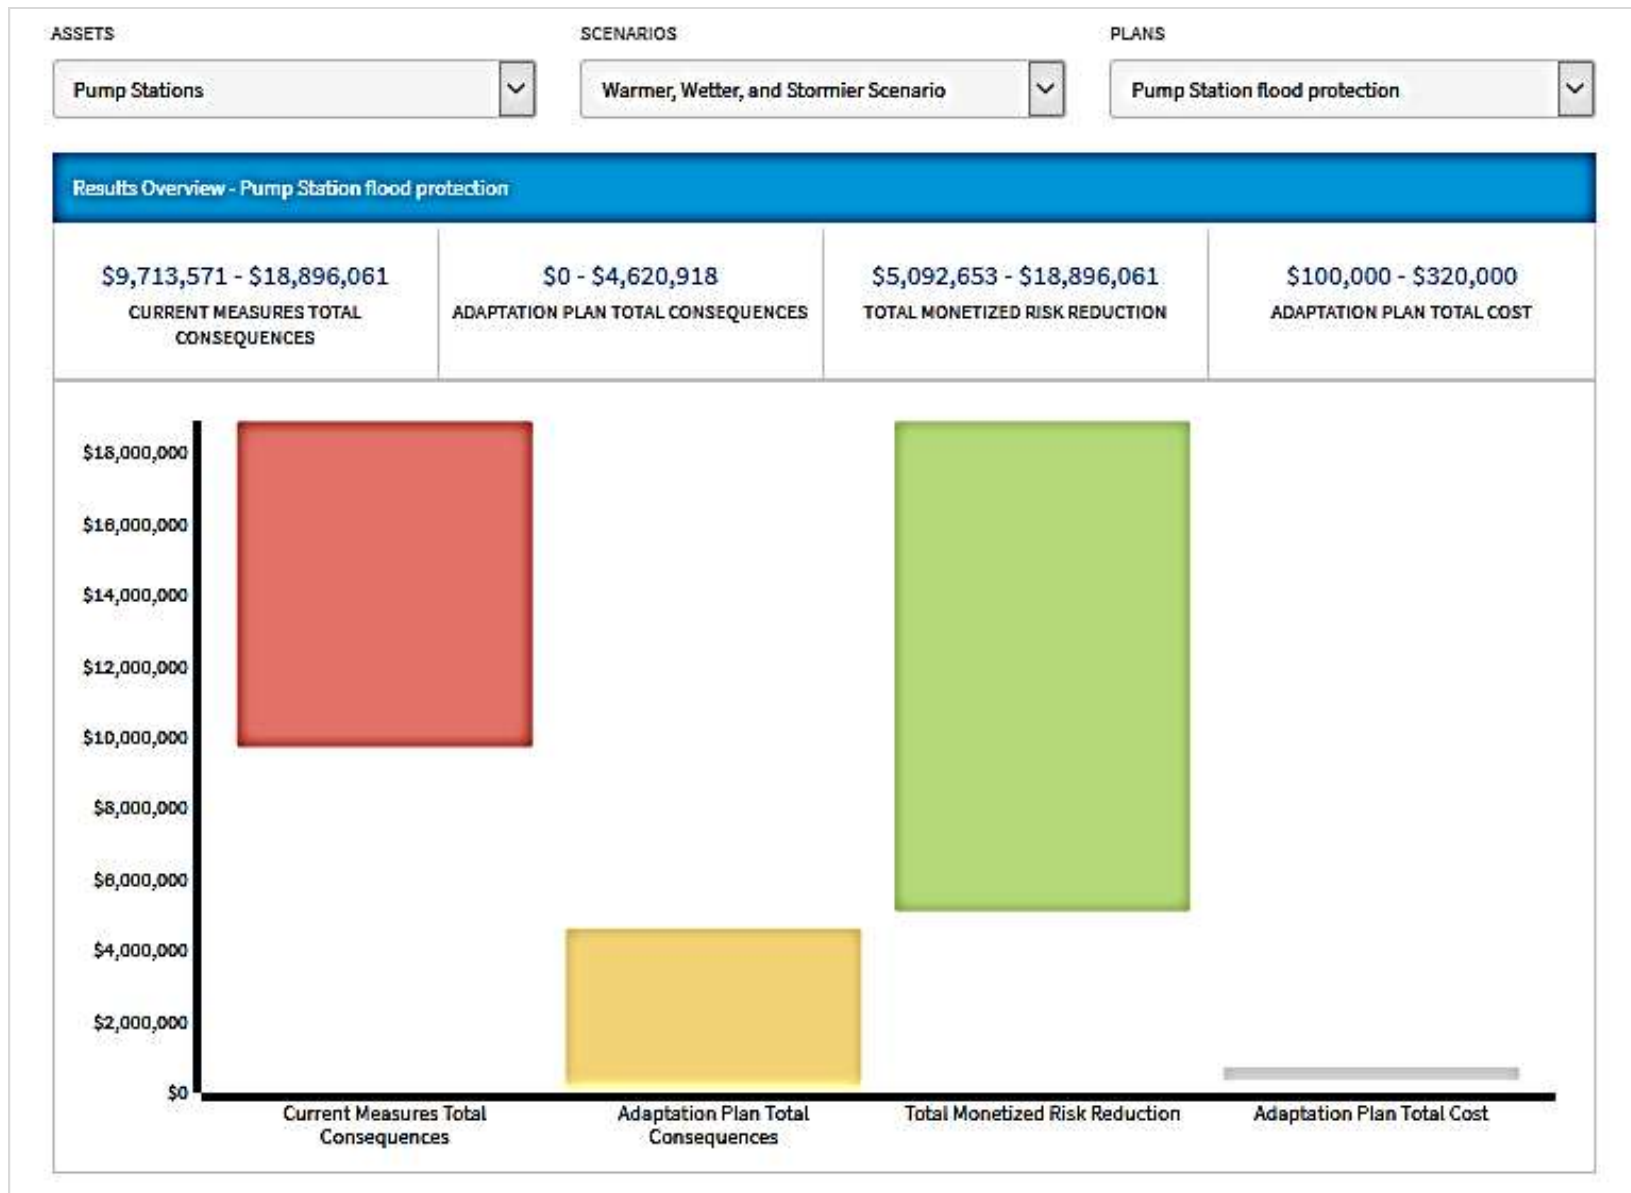 ASSETS
SCENARIOS
PLANS
Pump Stations
Warmer, Wetter, and Stormier Scenario
Pump Station flood protection
Results Overview - Pump Station flood protection
$9,713,571 - $18,896,061
CURRENT MEASURES TOTAL
CONSEQUENCES
$0 - $4,620,918
ADAPTATION PLAN TOTAL CONSEQUENCES
$5,092,653 - $18,896,061
TOTAL MONETIZED RISK REDUCTION
$100,000 - $320,000
ADAPTATION PLAN TOTAL COST
$18,000,000
$16,000,000
$14,000,000
$12,000,000
$10,000,000
$8,000,000
$6,000,000
$4,000,000
$2,000,000
$0
Current Measures Total
Consequences
Adaptation Plan Total
Consequences
Total Monetized Risk Reduction
Adaptation Plan Total Cost